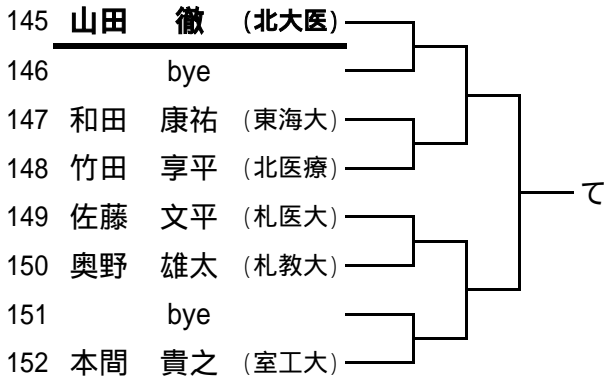 145 山田 徹 (北大医)
146 bye
147 和田 康祐 (東海大)
148 竹田 享平 (北医療)
て
149 佐藤 文平 (札医大)
150 奥野 雄太 (札教大)
151 bye
152 本間 貴之 (室工大)